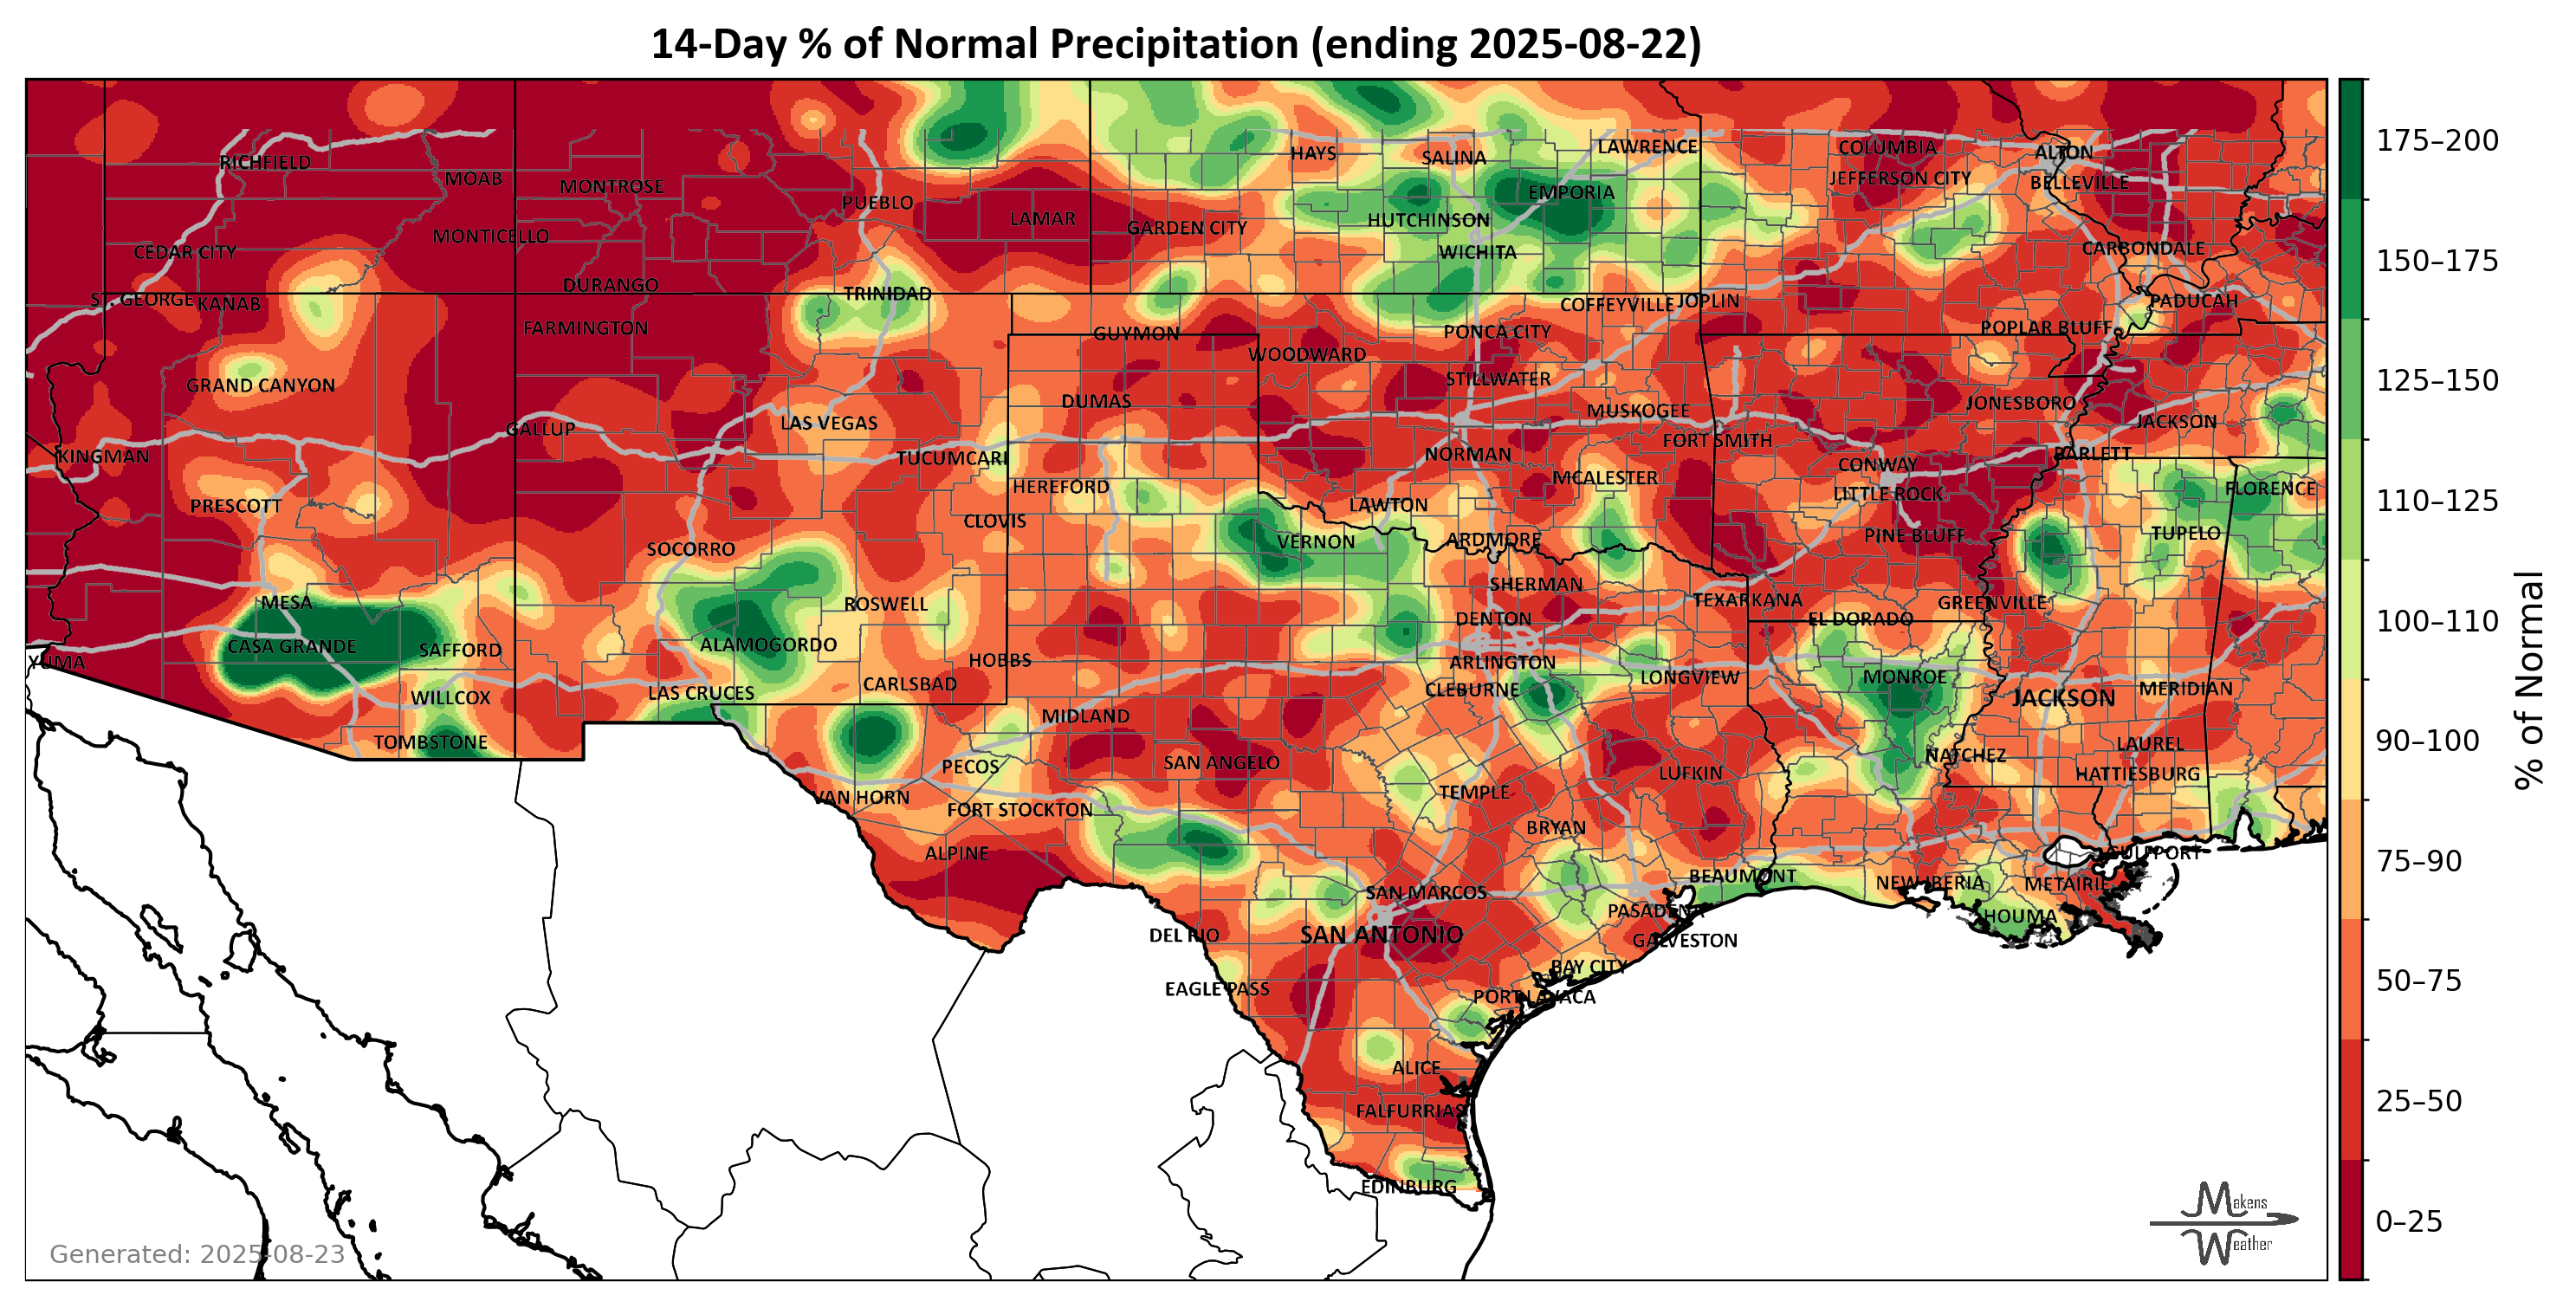 14-Day % of Normal Precipitation (ending 2025-08-22)
HAYS
SALINA
LAWRENCE
COLUMBIA
ALTON
RICHFIELD
MOAB
MONTROSE
PUEBLO
EMPORIA
JEFFERSON CITY
BELLEVILLE
LAMAR
GARDEN CITY
HUTCHINSON
CEDAR CITY
MONTICELLO
WICHITA
CARBONDALE
ST. GEORGE
KANAB
DURANGO
TRINIDAD
COFFEYVILLE
JOPLIN
PADUCAH
FARMINGTON
GUYMON
PONCA CITY
POPLAR BLUFF
WOODWARD
GRAND CANYON
STILLWATER
DUMAS
MUSKOGEE
JONESBORO
JACKSON
GALLUP
LAS VEGAS
FORT SMITH
KINGMAN
TUCUMCARI
NORMAN
CONWAY
BARLETT
PRESCOTT
HEREFORD
MCALESTER
LITTLE ROCK
FLORENCE
CLOVIS
LAWTON
SOCORRO
VERNON
ARDMORE
PINE BLUFF
TUPELO
MESA
ROSWELL
SHERMAN
TEXARKANA
GREENVILLE
CASA GRANDE
SAFFORD
ALAMOGORDO
DENTON
EL DORADO
YUMA
HOBBS
ARLINGTON
WILLCOX
LAS CRUCES
CARLSBAD
CLEBURNE
LONGVIEW
MONROE
JACKSON
MERIDIAN
TOMBSTONE
MIDLAND
PECOS
SAN ANGELO
LUFKIN
NATCHEZ
LAUREL
VAN HORN
FORT STOCKTON
TEMPLE
HATTIESBURG
ALPINE
BRYAN
GULFPORT
SAN MARCOS
BEAUMONT
NEW IBERIA
METAIRIE
DEL RIO
SAN ANTONIO
PASADENA
GALVESTON
HOUMA
EAGLE PASS
BAY CITY
PORT LAVACA
ALICE
FALFURRIAS
EDINBURG
175–200
150–175
125–150
110–125
100–110
90–100
75–90
50–75
25–50
0–25
% of Normal
Generated: 2025-08-23
Makens
Weather